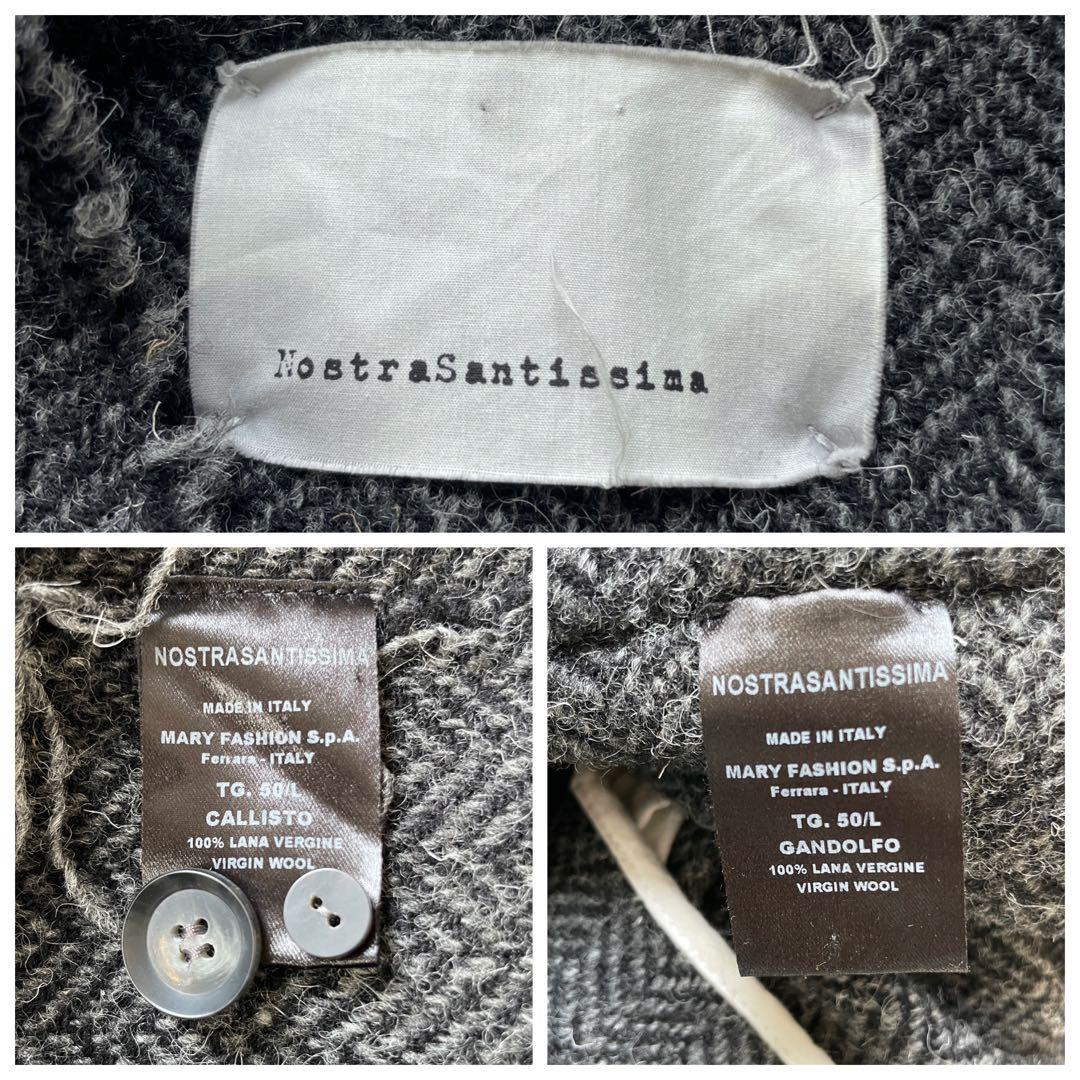 NostraSantissima
NOSTRASANTISSIMA
MADE IN ITALY
MARY FASHION S.p.A.
Ferrara - ITALY
TG. 50/L
CALLISTO
100% LANA VERGINE
VIRGIN WOOL
NOSTRASANTISSIMA
MADE IN ITALY
MARY FASHION S.p.A.
Ferrara - ITALY
TG. 50/L
GANDOLFO
100% LANA VERGINE
VIRGIN WOOL